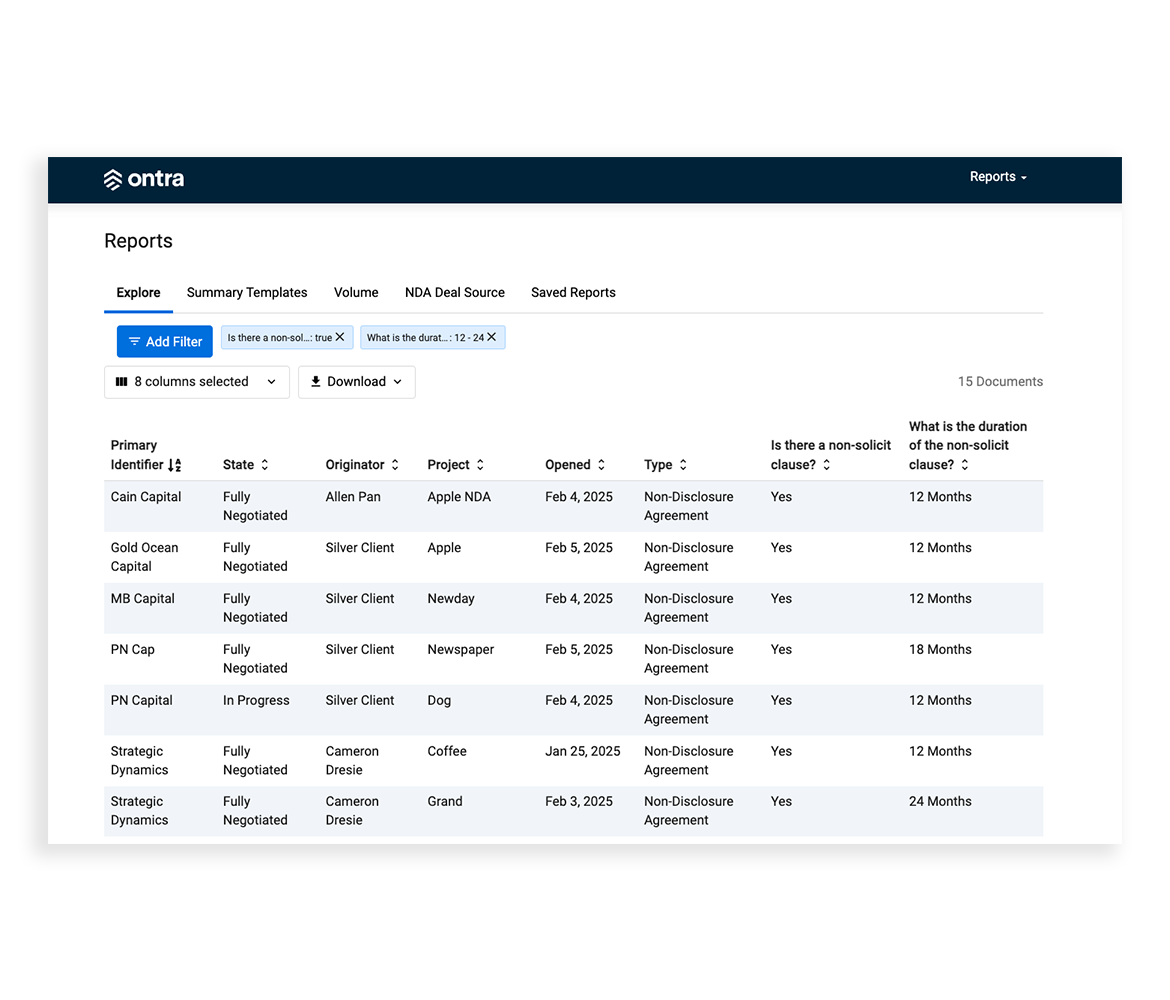 ontra
Reports
Reports
Explore Summary Templates Volume NDA Deal Source Saved Reports
Add Filter Is there a non-sol...: true What is the durat... : 12 - 24
8 columns selected Download 15 Documents
What is the duration
Primary Is there a non-solicit of the non-solicit
Identifier State Originator Project Opened Type clause? clause?
Cain Capital Fully Allen Pan Apple NDA Feb 4, 2025 Non-Disclosure Yes 12 Months
Negotiated Agreement
Gold Ocean Fully Silver Client Apple Feb 5, 2025 Non-Disclosure Yes 12 Months
Capital Negotiated Agreement
MB Capital Fully Silver Client Newday Feb 4, 2025 Non-Disclosure Yes 12 Months
Negotiated Agreement
PN Cap Fully Silver Client Newspaper Feb 5, 2025 Non-Disclosure Yes 18 Months
Negotiated Agreement
PN Capital In Progress Silver Client Dog Feb 4, 2025 Non-Disclosure Yes 12 Months
Agreement
Strategic Fully Cameron Coffee Jan 25, 2025 Non-Disclosure Yes 12 Months
Dynamics Negotiated Dresie Agreement
Strategic Fully Cameron Grand Feb 3, 2025 Non-Disclosure Yes 24 Months
Dynamics Negotiated Dresie Agreement